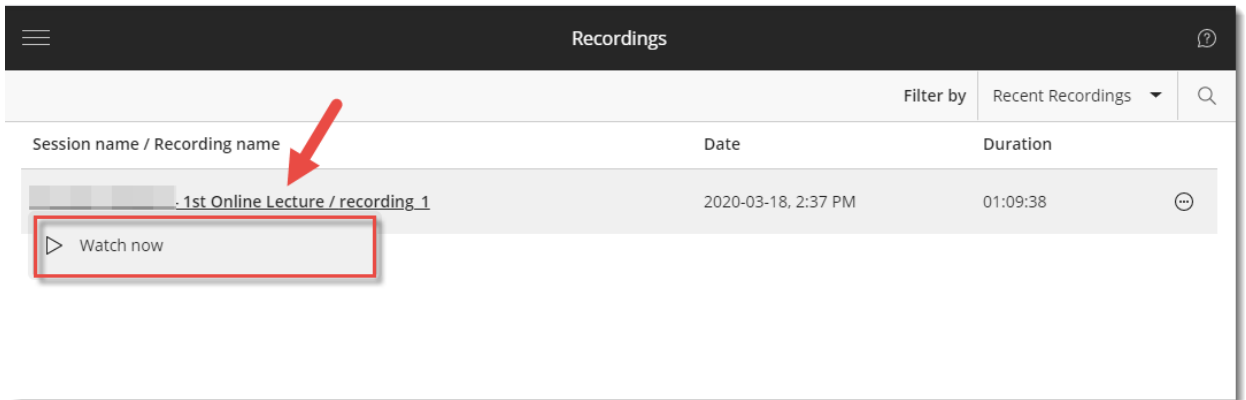 Recordings
Filter by Recent Recordings
Session name / Recording name Date Duration
- 1st Online Lecture / recording_1 2020-03-18, 2:37 PM 01:09:38
Watch now